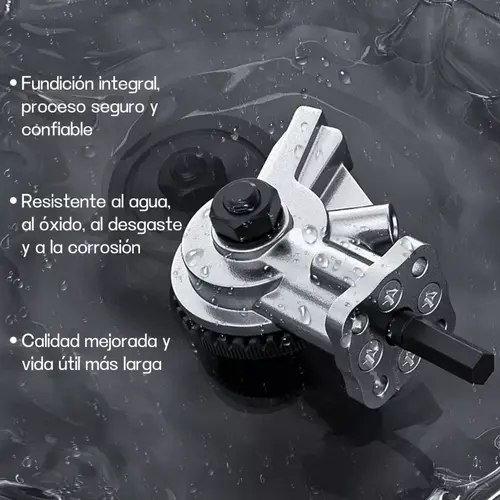 • Fundición integral,
proceso seguro y
confiable
• Resistente al agua,
al óxido, al desgaste
y a la corrosión
• Calidad mejorada y
vida útil más larga